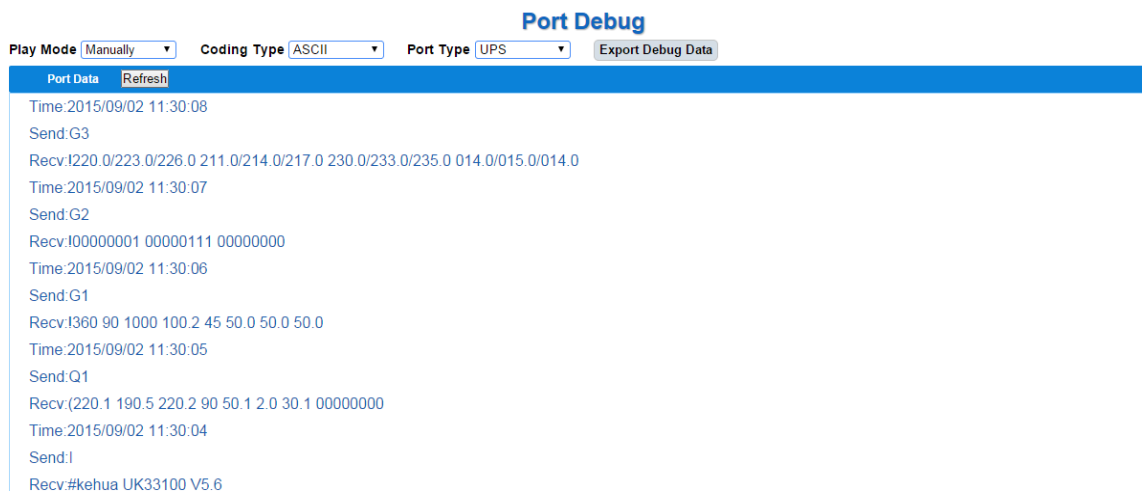 Port Debug
Play Mode Manually Coding Type ASCII Port Type UPS Export Debug Data
Port Data Refresh
Time:2015/09/02 11:30:08
Send:G3
Recv:!220.0/223.0/226.0 211.0/214.0/217.0 230.0/233.0/235.0 014.0/015.0/014.0
Time:2015/09/02 11:30:07
Send:G2
Recv:!00000001 00000111 00000000
Time:2015/09/02 11:30:06
Send:G1
Recv:!360 90 1000 100.2 45 50.0 50.0 50.0
Time:2015/09/02 11:30:05
Send:Q1
Recv:(220.1 190.5 220.2 90 50.1 2.0 30.1 00000000
Time:2015/09/02 11:30:04
Send:I
Recv:#kehua UK33100 V5.6